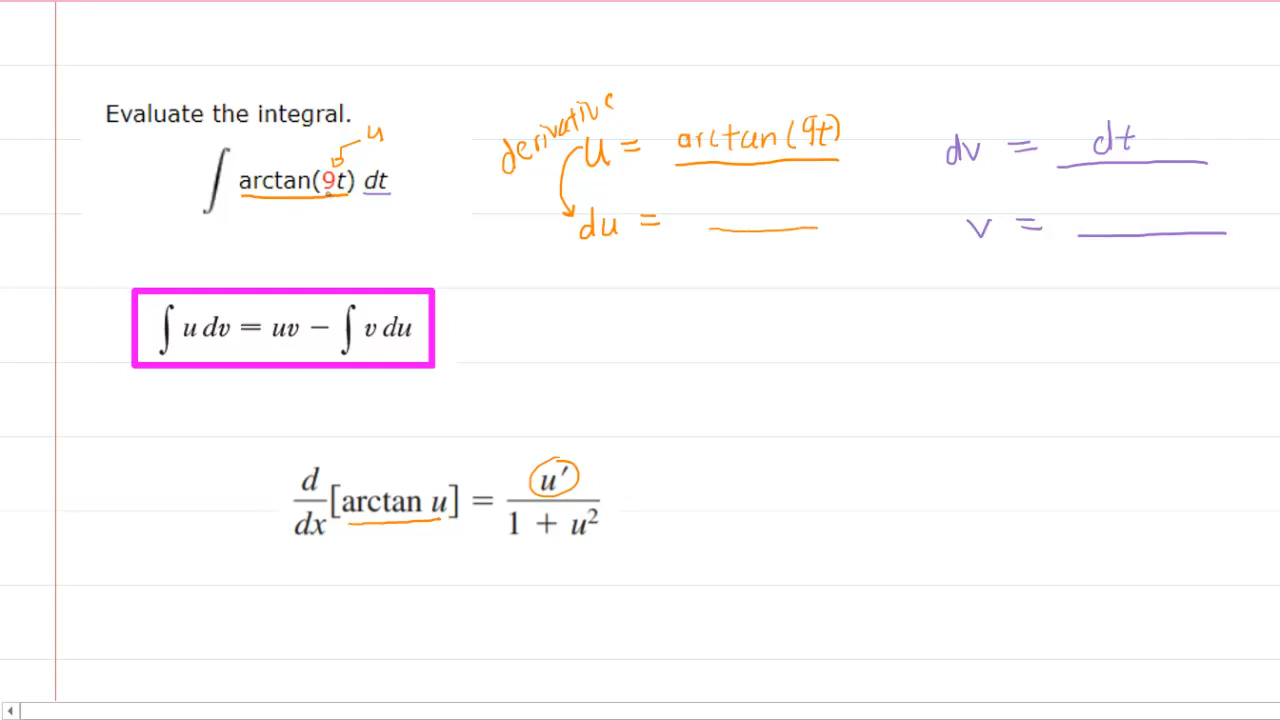 Evaluate the integral.
u
∫ arctan(9t) dt
derivative
u = arctan(9t)
du =
dv = dt
v =
∫ u dv = uv − ∫ v du
d/dx [arctan u] = u′ / 1 + u²